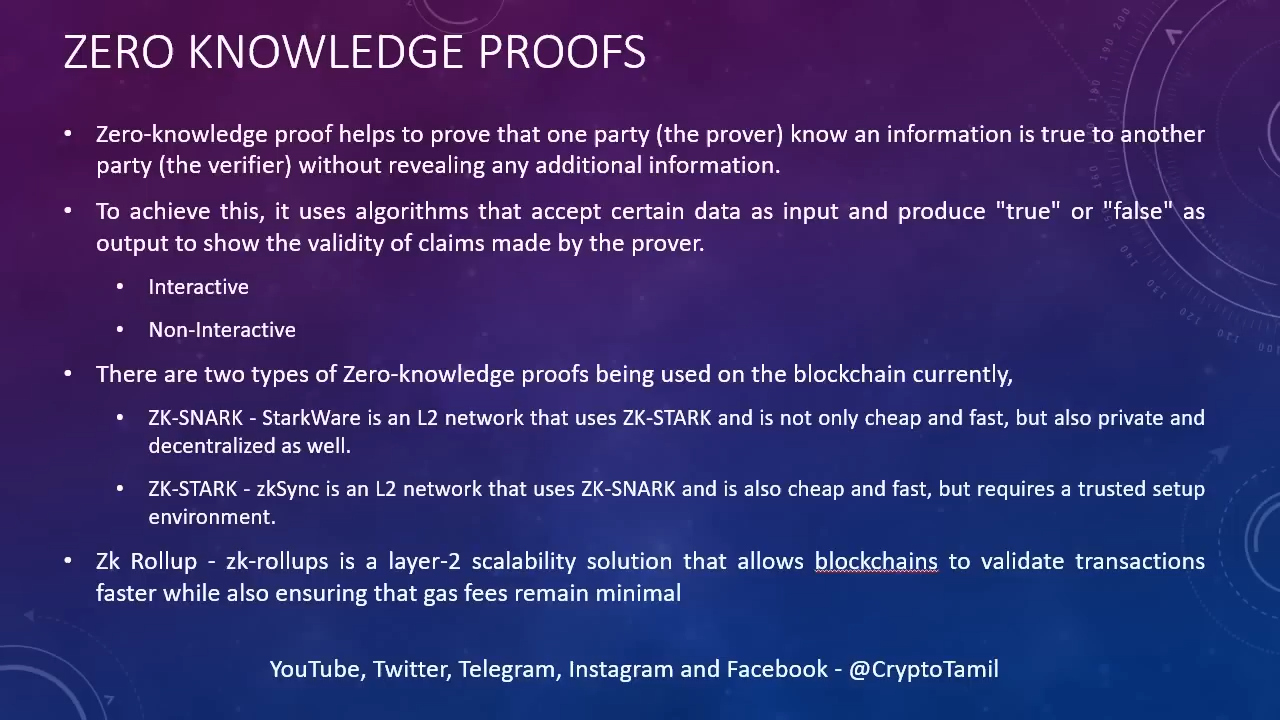 ZERO KNOWLEDGE PROOFS
• Zero-knowledge proof helps to prove that one party (the prover) know an information is true to another
party (the verifier) without revealing any additional information.
• To achieve this, it uses algorithms that accept certain data as input and produce "true" or "false" as
output to show the validity of claims made by the prover.
• Interactive
• Non-Interactive
• There are two types of Zero-knowledge proofs being used on the blockchain currently,
• ZK-SNARK - StarkWare is an L2 network that uses ZK-STARK and is not only cheap and fast, but also private and
decentralized as well.
• ZK-STARK - zkSync is an L2 network that uses ZK-SNARK and is also cheap and fast, but requires a trusted setup
environment.
• Zk Rollup - zk-rollups is a layer-2 scalability solution that allows blockchains to validate transactions
faster while also ensuring that gas fees remain minimal
YouTube, Twitter, Telegram, Instagram and Facebook - @CryptoTamil